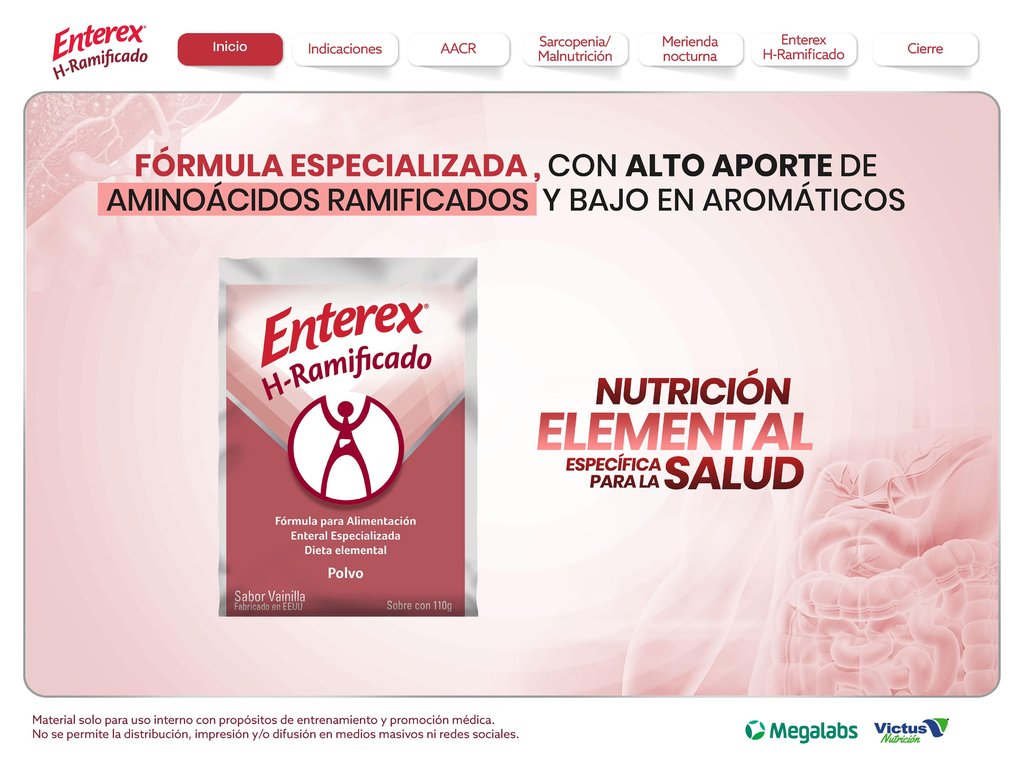 Enterex®
H-Ramificado
Inicio
Indicaciones
AACR
Sarcopenia/
Malnutrición
Merienda
nocturna
Enterex
H-Ramificado
Cierre
FÓRMULA ESPECIALIZADA , CON ALTO APORTE DE
AMINOÁCIDOS RAMIFICADOS Y BAJO EN AROMÁTICOS
Enterex®
H-Ramificado
Fórmula para Alimentación
Enteral Especializada
Dieta elemental
Polvo
Sabor Vainilla
Fabricado en EEUU
Sobre con 110g
NUTRICIÓN
ELEMENTAL
ESPECÍFICA
PARA LA SALUD
Material solo para uso interno con propósitos de entrenamiento y promoción médica.
No se permite la distribución, impresión y/o difusión en medios masivos ni redes sociales.
Megalabs
Victus
Nutrición